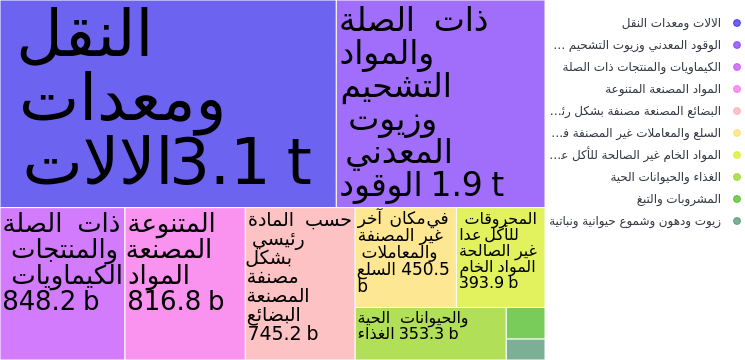 النقل
ومعدات
الالات3.1 t
ذات الصلة
والمواد
التشحيم
وزيوت
المعدني
الوقود 1.9 t
ذات الصلة
والمنتجات
الكيماويات
848.2 b
المتنوعة
المصنعة
المواد
816.8 b
حسب المادة
رئيسي
بشكل
مصنفة
المصنعة
البضائع
745.2 b
في مكان آخر
غير المصنفة
والمعاملات
السلع 450.5
b
المحروقات
للأكل عدا
غير الصالحة
المواد الخام
393.9 b
والحيوانات الحية
الغذاء 353.3 b
الالات ومعدات النقل
الوقود المعدني وزيوت التشحيم ...
الكيماويات والمنتجات ذات الصلة
المواد المصنعة المتنوعة
البضائع المصنعة مصنفة بشكل رئ...
السلع والمعاملات غير المصنفة ف...
المواد الخام غير الصالحة للأكل ع...
الغذاء والحيوانات الحية
المشروبات والتبغ
زيوت ودهون وشموع حيوانية ونباتية